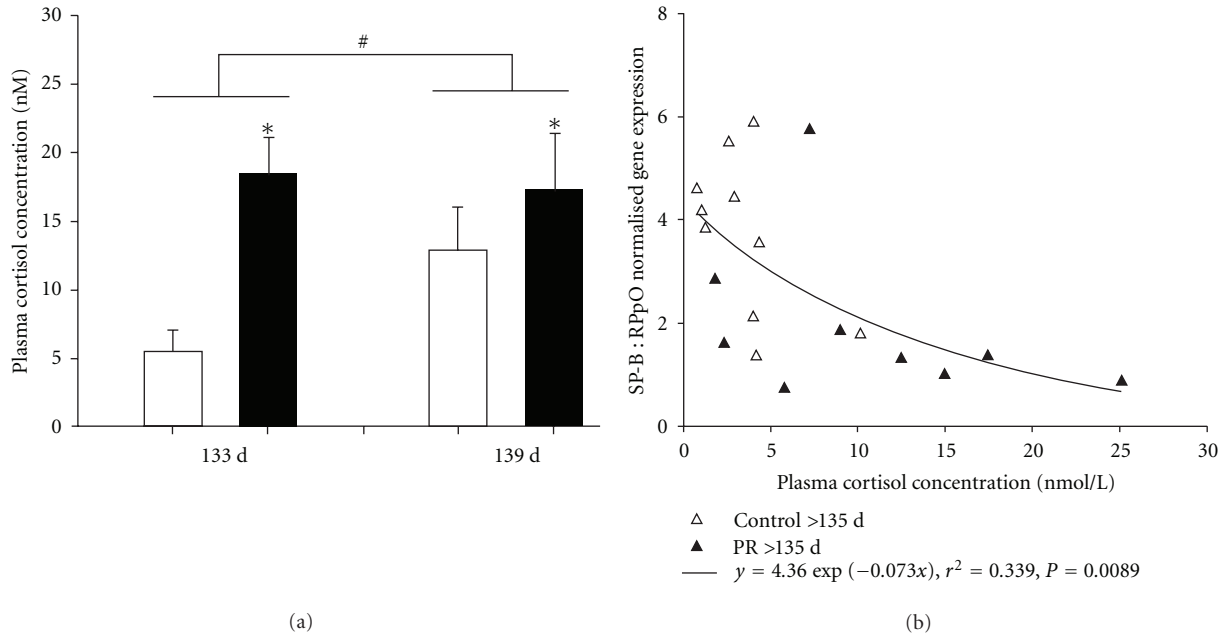 30
25
20
15
10
5
0
Plasma cortisol concentration (nM)
#
*
*
133 d
139 d
(a)
8
6
4
2
0
SP-B : RPpO normalised gene expression
0 5 10 15 20 25 30
Plasma cortisol concentration (nmol/L)
Control >135 d
PR >135 d
y = 4.36 exp (−0.073x), r² = 0.339, P = 0.0089
(b)